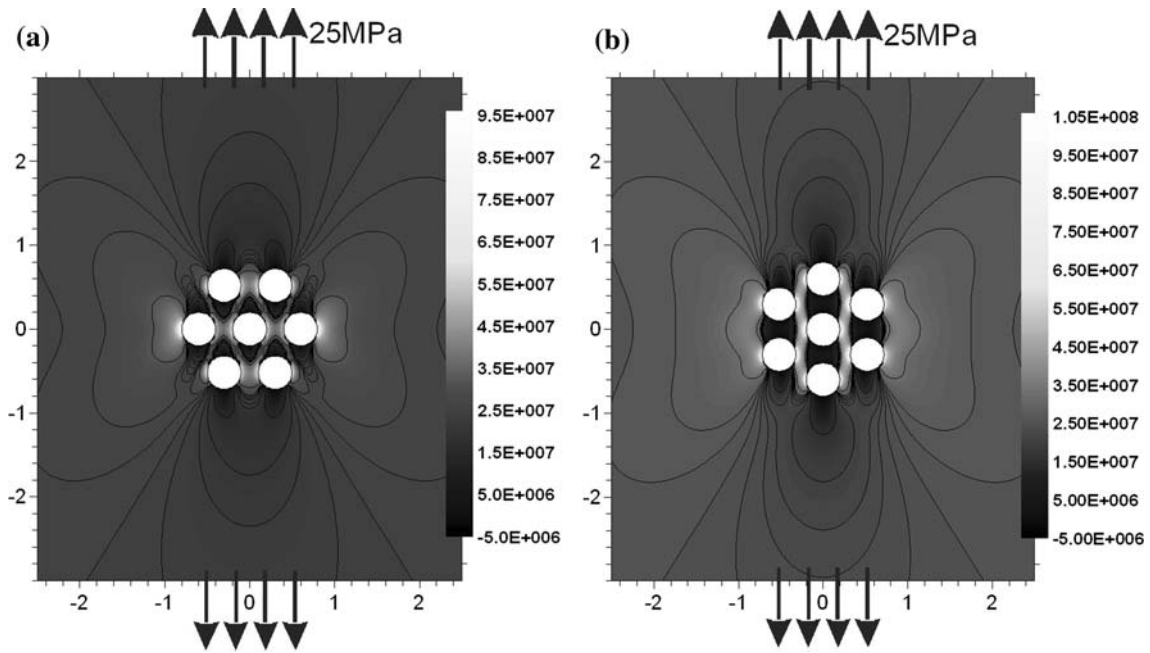 (a)
25MPa
9.5E+007
8.5E+007
7.5E+007
6.5E+007
5.5E+007
4.5E+007
3.5E+007
2.5E+007
1.5E+007
5.0E+006
-5.0E+006
2
1
0
-1
-2
-2 -1 0 1 2
(b)
25MPa
1.05E+008
9.50E+007
8.50E+007
7.50E+007
6.50E+007
5.50E+007
4.50E+007
3.50E+007
2.50E+007
1.50E+007
5.00E+006
-5.00E+006
2
1
0
-1
-2
-2 -1 0 1 2